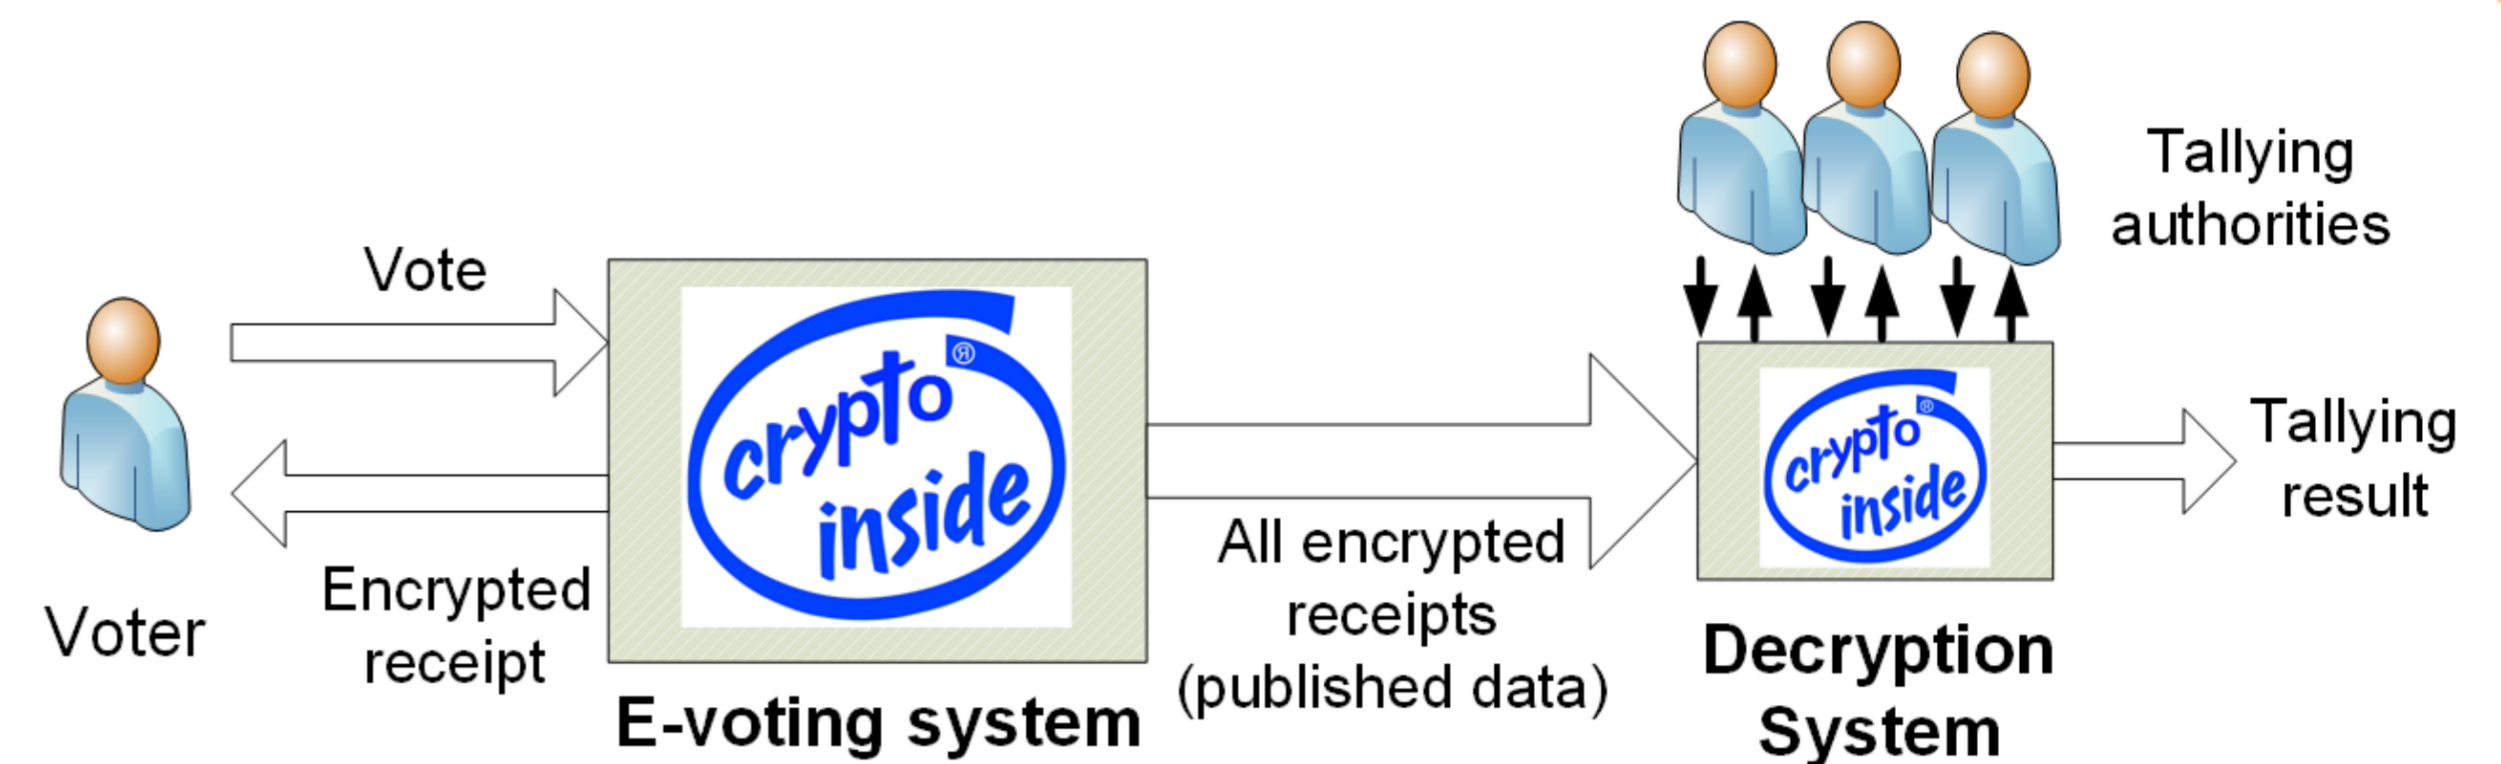 Vote
Voter
Encrypted
receipt
crypto
inside
®
E-voting system
All encrypted
receipts
(published data)
Tallying
authorities
crypto
inside
®
Decryption
System
Tallying
result